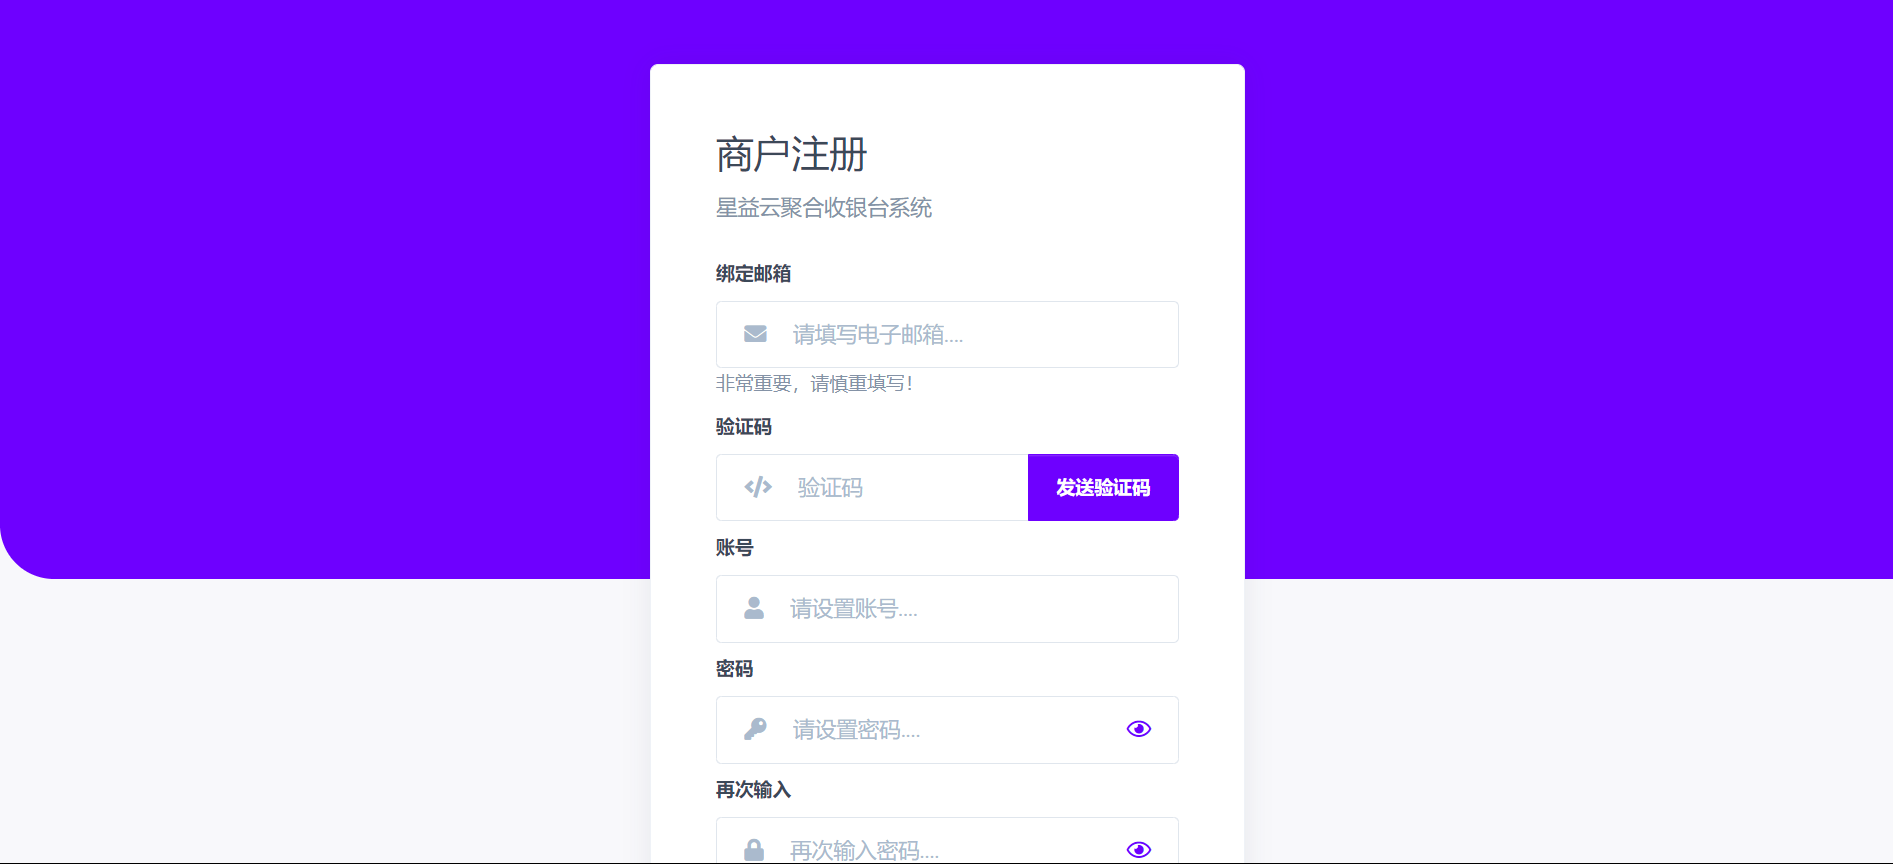 商户注册
星益云聚合收银台系统
绑定邮箱
请填写电子邮箱....
非常重要，请慎重填写！
验证码
验证码
发送验证码
账号
请设置账号....
密码
请设置密码....
再次输入
再次输入密码....